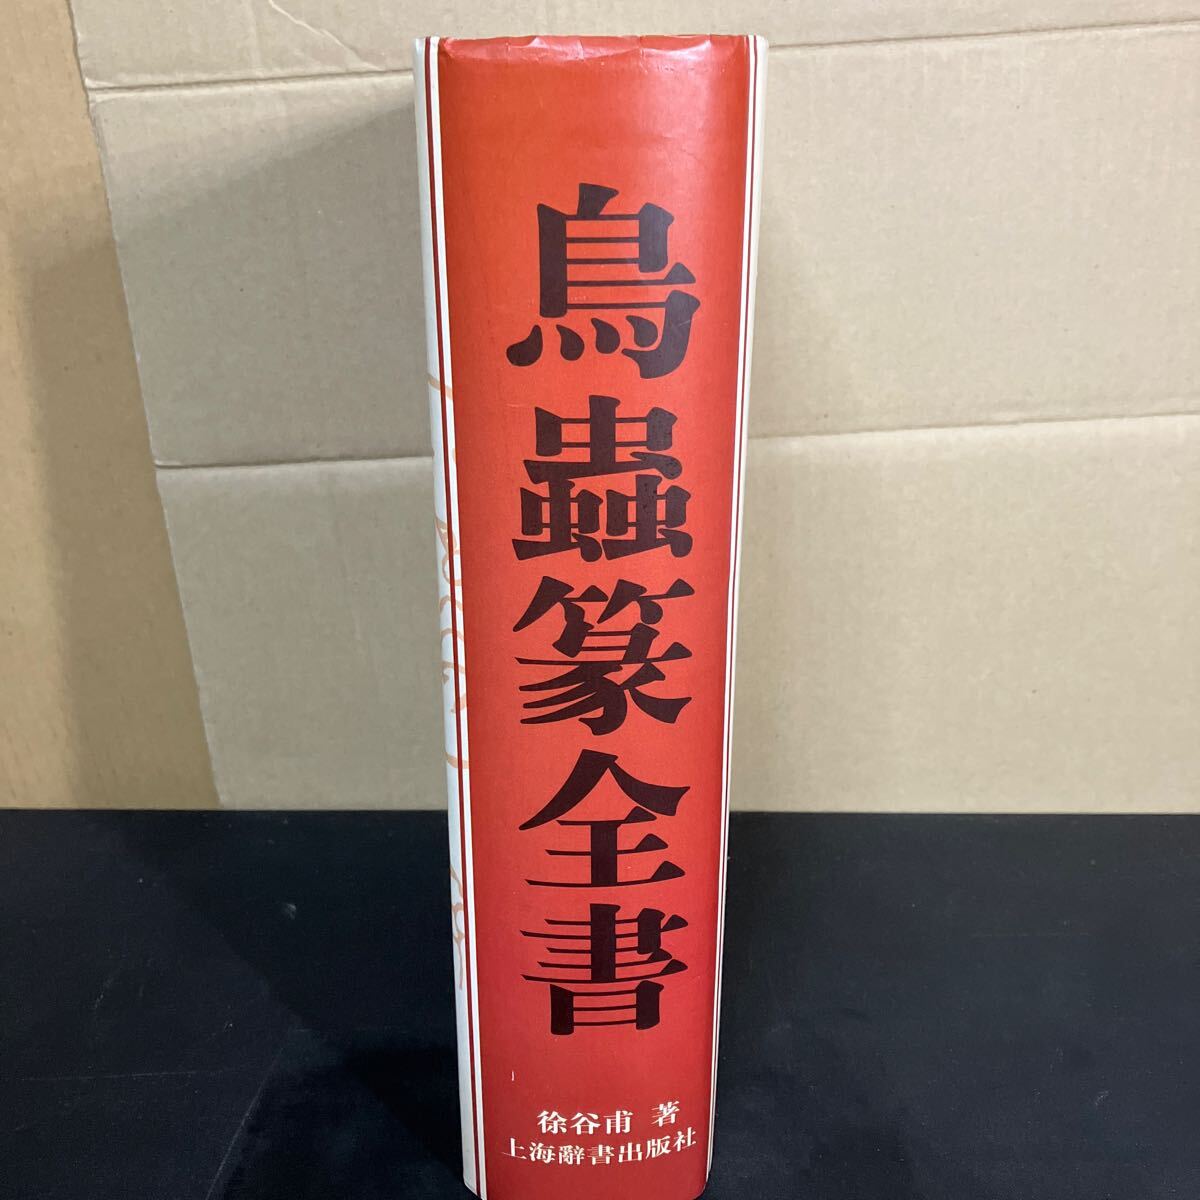 鳥蟲篆全書
徐谷甫 著
上海辭書出版社